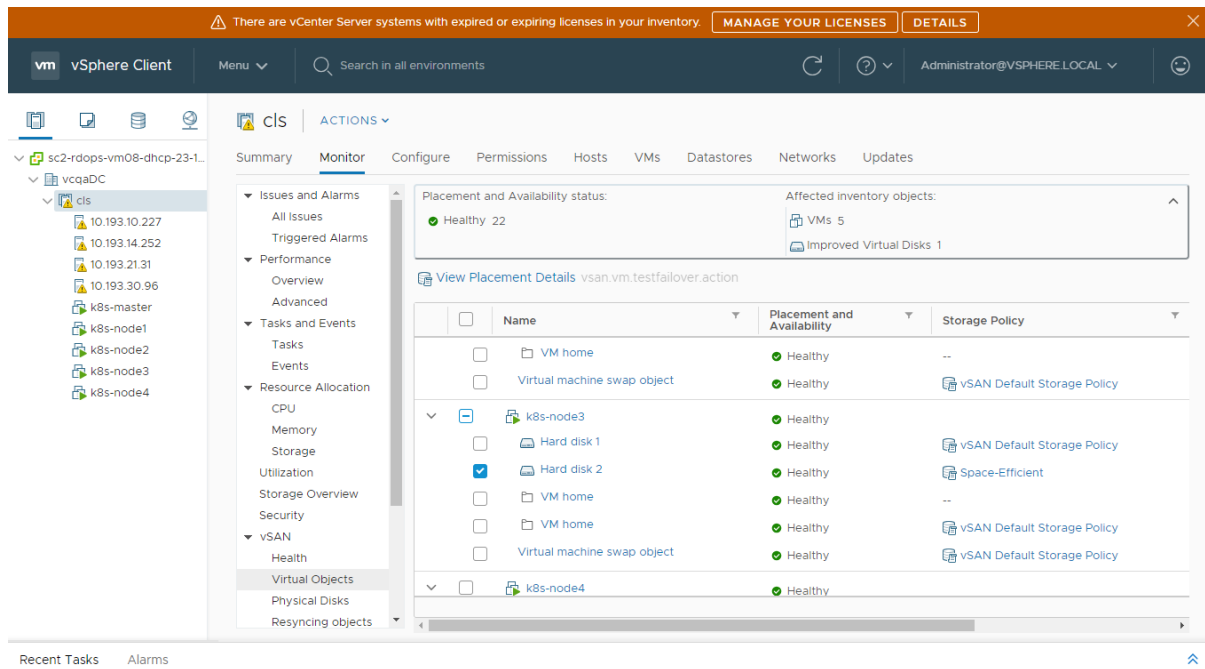 There are vCenter Server systems with expired or expiring licenses in your inventory. MANAGE YOUR LICENSES DETAILS
vm vSphere Client Menu Search in all environments Administrator@VSPHERE.LOCAL
cls ACTIONS
Summary Monitor Configure Permissions Hosts VMs Datastores Networks Updates
sc2-rdops-vm08-dhcp-23-1...
vcqaDC
cls
10.193.10.227
10.193.14.252
10.193.21.31
10.193.30.96
k8s-master
k8s-node1
k8s-node2
k8s-node3
k8s-node4
Issues and Alarms
All Issues
Triggered Alarms
Performance
Overview
Advanced
Tasks and Events
Tasks
Events
Resource Allocation
CPU
Memory
Storage
Utilization
Storage Overview
Security
vSAN
Health
Virtual Objects
Physical Disks
Resyncing objects
Placement and Availability status:
Healthy 22
Affected inventory objects:
VMs 5
Improved Virtual Disks 1
View Placement Details vsan.vm.testfailover.action
Name Placement and Availability Storage Policy
VM home Healthy --
Virtual machine swap object Healthy vSAN Default Storage Policy
k8s-node3 Healthy
Hard disk 1 Healthy vSAN Default Storage Policy
Hard disk 2 Healthy Space-Efficient
VM home Healthy --
VM home Healthy vSAN Default Storage Policy
Virtual machine swap object Healthy vSAN Default Storage Policy
k8s-node4 Healthy
Recent Tasks Alarms